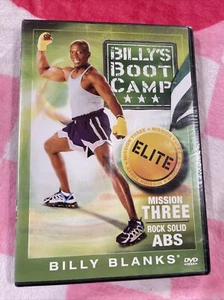 BILLY'S
BOOT
CAMP
ELITE
MISSION
THREE
ROCK SOLID
ABS
BILLY BLANKS
DVD